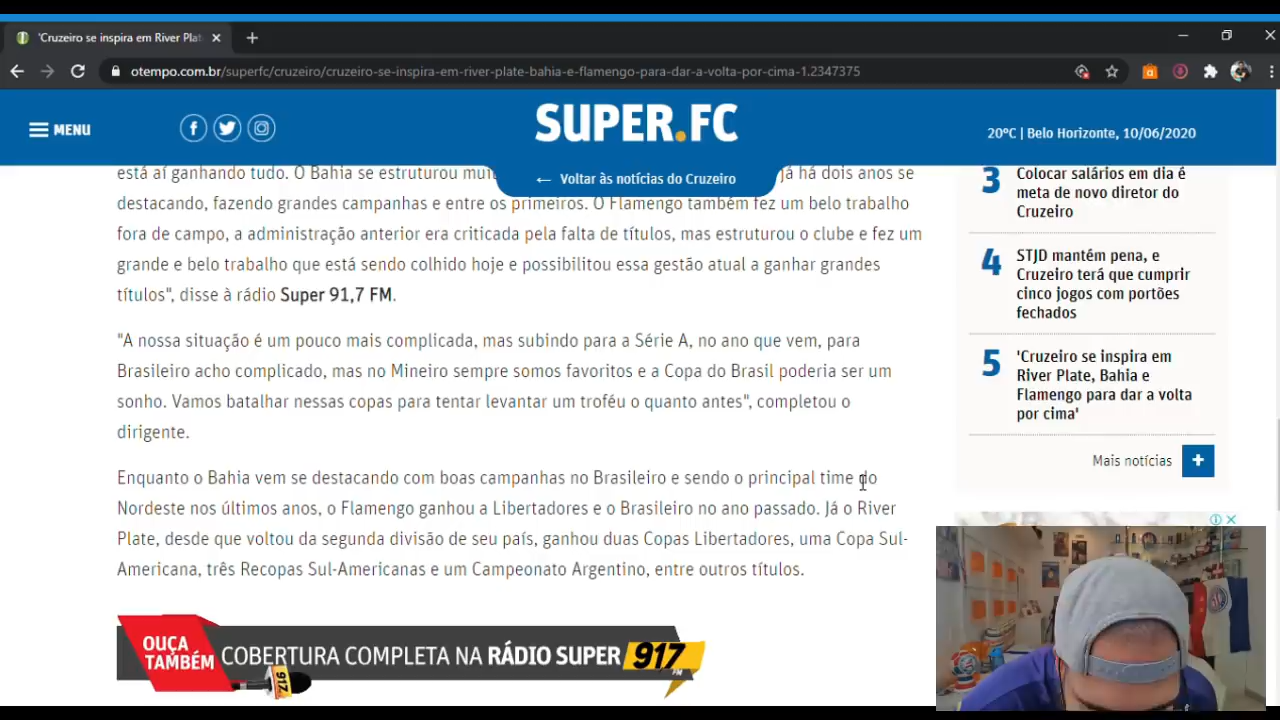 'Cruzeiro se inspira em River Plat
otempo.com.br/superfc/cruzeiro/cruzeiro-se-inspira-em-river-plate-bahia-e-flamengo-para-dar-a-volta-por-cima-1.2347375
MENU
SUPER.FC
20ºC | Belo Horizonte, 10/06/2020
← Voltar às notícias do Cruzeiro
está aí ganhando tudo. O Bahia se estruturou já há dois anos se
destacando, fazendo grandes campanhas e entre os primeiros. O Flamengo também fez um belo trabalho
fora de campo, a administração anterior era criticada pela falta de títulos, mas estruturou o clube e fez um
grande e belo trabalho que está sendo colhido hoje e possibilitou essa gestão atual a ganhar grandes
títulos", disse à rádio Super 91,7 FM.
"A nossa situação é um pouco mais complicada, mas subindo para a Série A, no ano que vem, para
Brasileiro acho complicado, mas no Mineiro sempre somos favoritos e a Copa do Brasil poderia ser um
sonho. Vamos batalhar nessas copas para tentar levantar um troféu o quanto antes", completou o
dirigente.
Enquanto o Bahia vem se destacando com boas campanhas no Brasileiro e sendo o principal time do
Nordeste nos últimos anos, o Flamengo ganhou a Libertadores e o Brasileiro no ano passado. Já o River
Plate, desde que voltou da segunda divisão de seu país, ganhou duas Copas Libertadores, uma Copa Sul-
Americana, três Recopas Sul-Americanas e um Campeonato Argentino, entre outros títulos.
OUÇA
TAMBÉM
COBERTURA COMPLETA NA RÁDIO SUPER 917
FM
917
3
Colocar salários em dia é
meta de novo diretor do
Cruzeiro
4
STJD mantém pena, e
Cruzeiro terá que cumprir
cinco jogos com portões
fechados
5
'Cruzeiro se inspira em
River Plate, Bahia e
Flamengo para dar a volta
por cima'
Mais notícias +